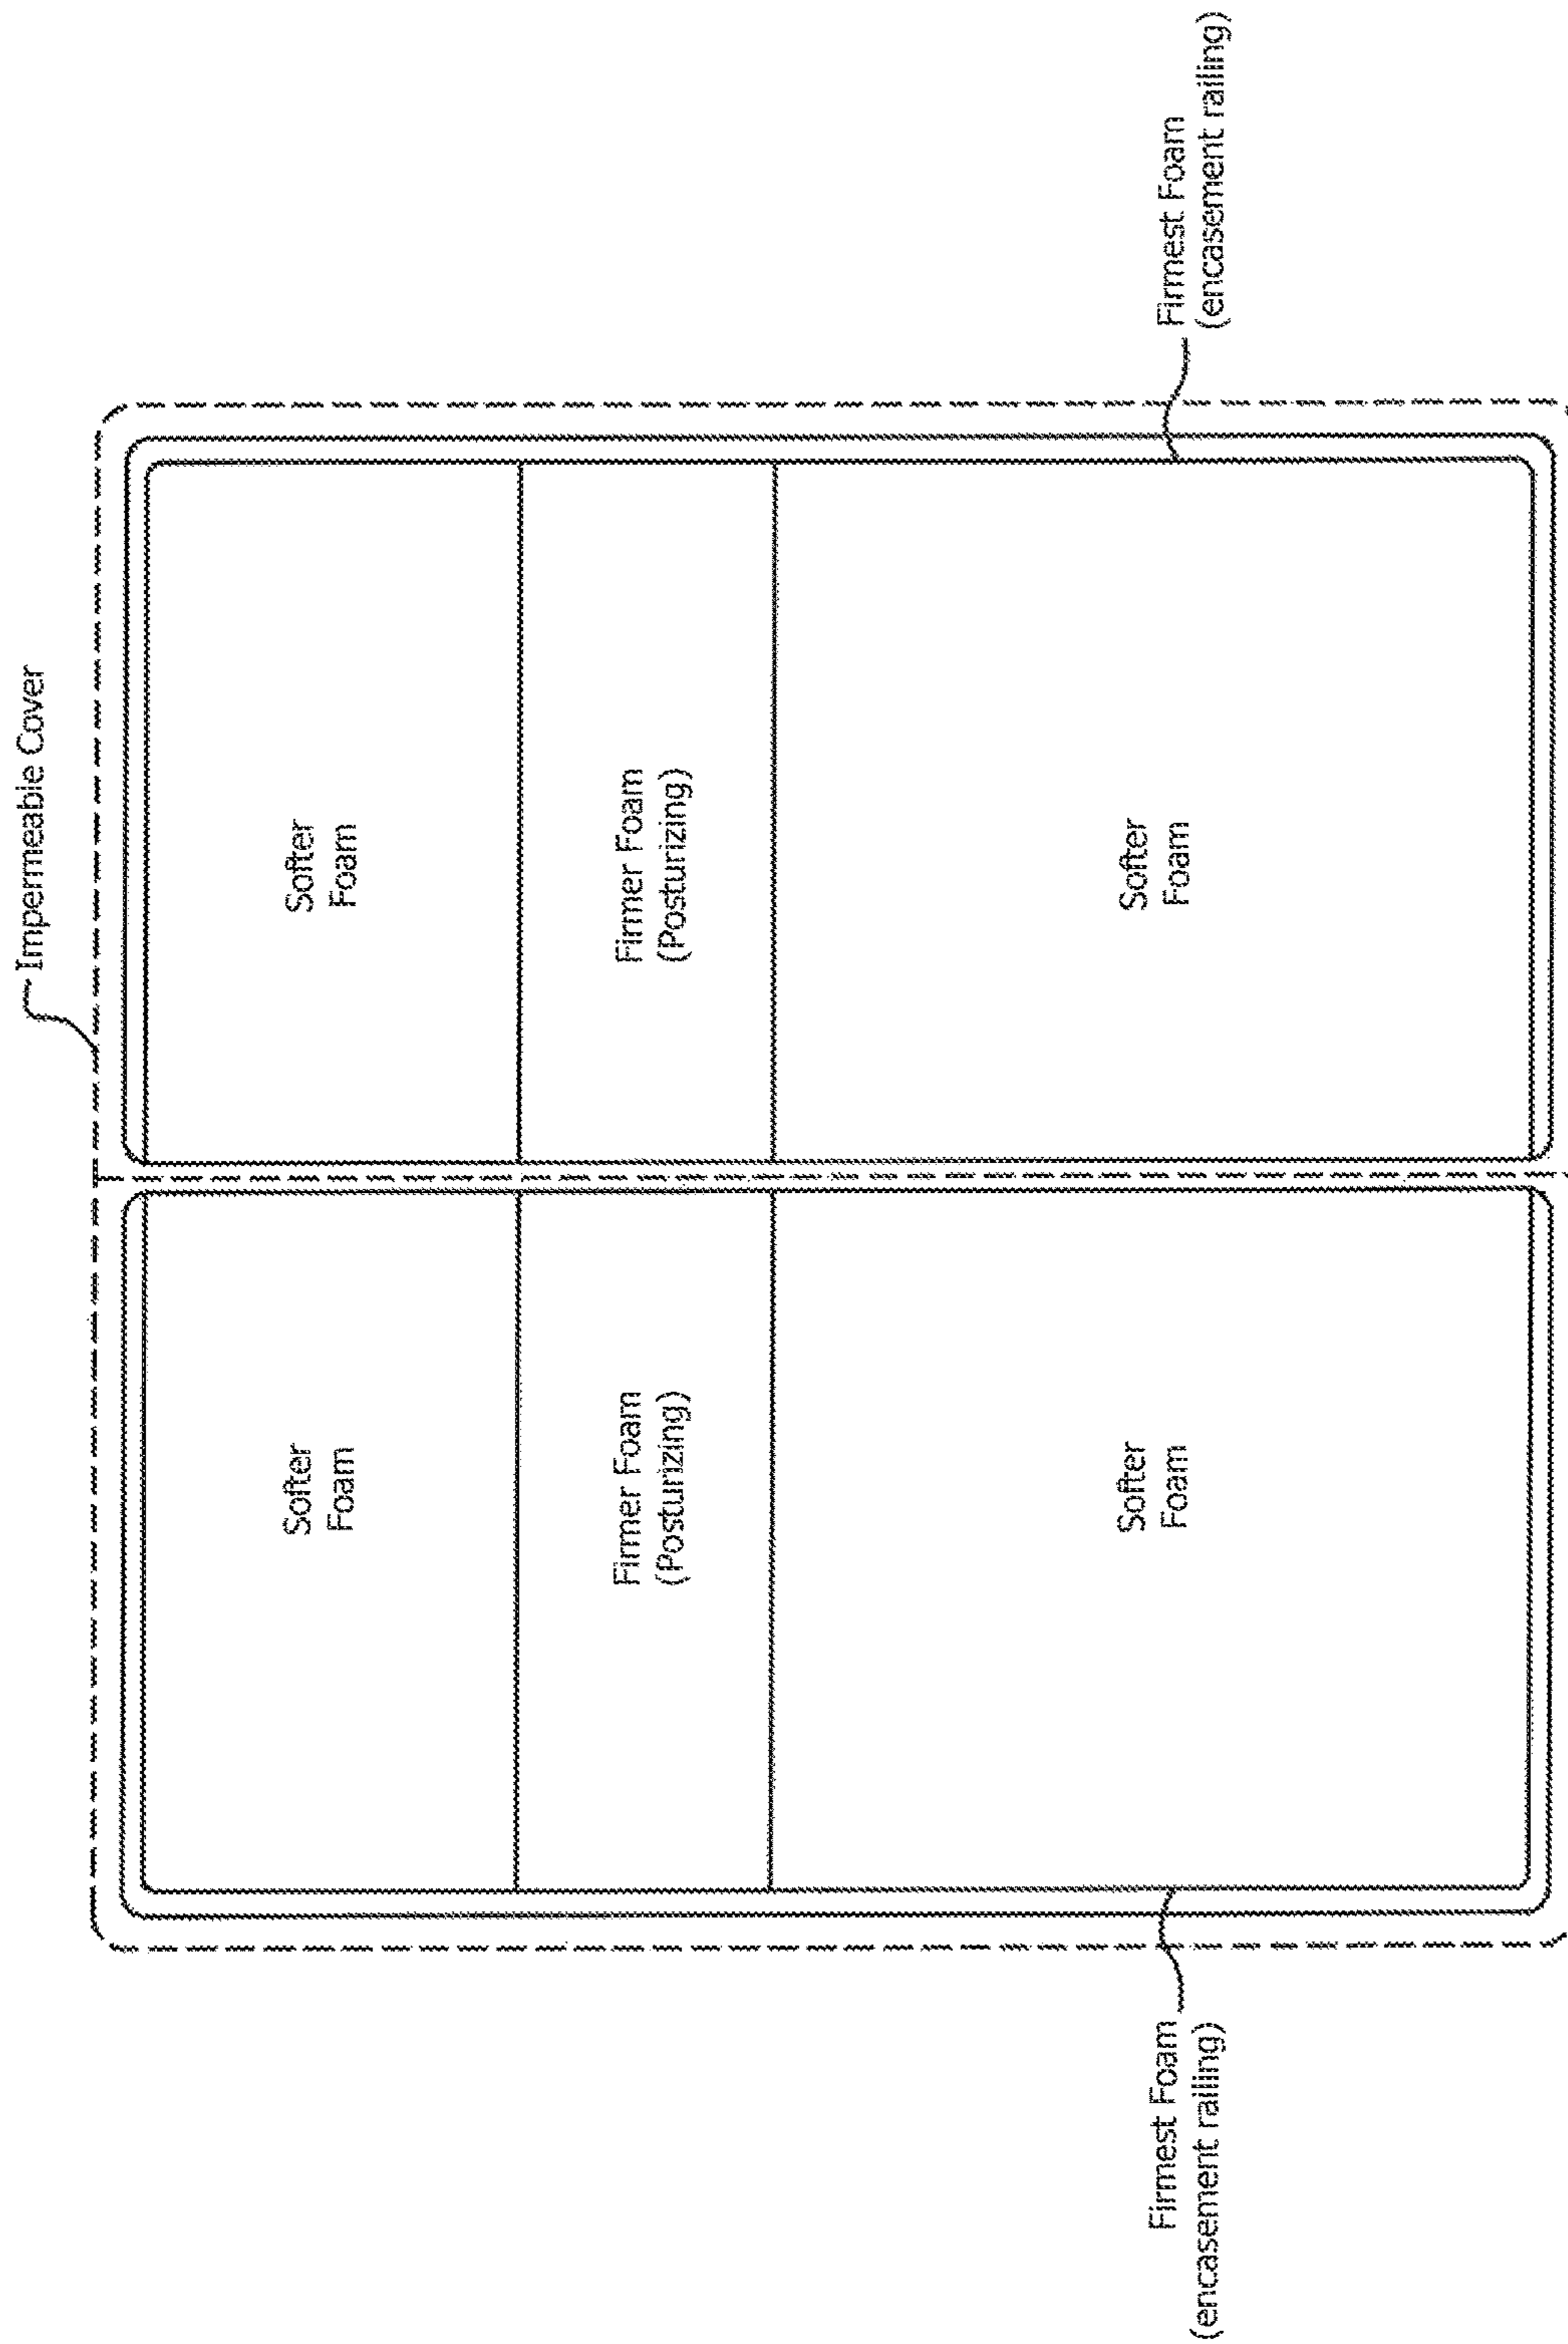 Impermeable Cover
Softer
Foam
Softer
Foam
Firmer Foam
(Posturizing)
Firmer Foam
(Posturizing)
Firmest Foam
(encasement railing)
Softer
Foam
Softer
Foam
Firmest Foam
(encasement railing)